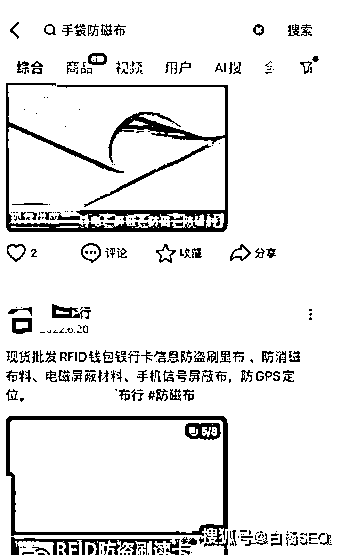 手袋防磁布
搜索
综合 商品 视频 用户 AI搜
2 评论 收藏 分享
行
2022.6.20
现货批发RFID钱包银行卡信息防盗刷里布、防消磁
布料、电磁屏蔽材料、手机信号屏蔽布，防GPS定
位。 布行 #防磁布
5/8
RFID防盗刷读卡
搜狐号@白杨SEO